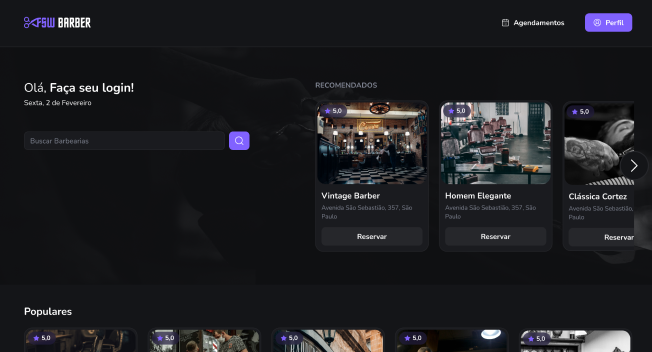 FSW BARBER
Agendamentos
Perfil
Olá, Faça seu login!
Sexta, 2 de Fevereiro
Buscar Barbearias
RECOMENDADOS
5,0
Vintage Barber
Avenida São Sebastião, 357, São
Paulo
Reservar
5,0
Homem Elegante
Avenida São Sebastião, 357, São
Paulo
Reservar
5,0
Clássica Cortez
Avenida São Sebastião,
Paulo
Reservar
Populares
5,0
5,0
5,0
5,0
5,0